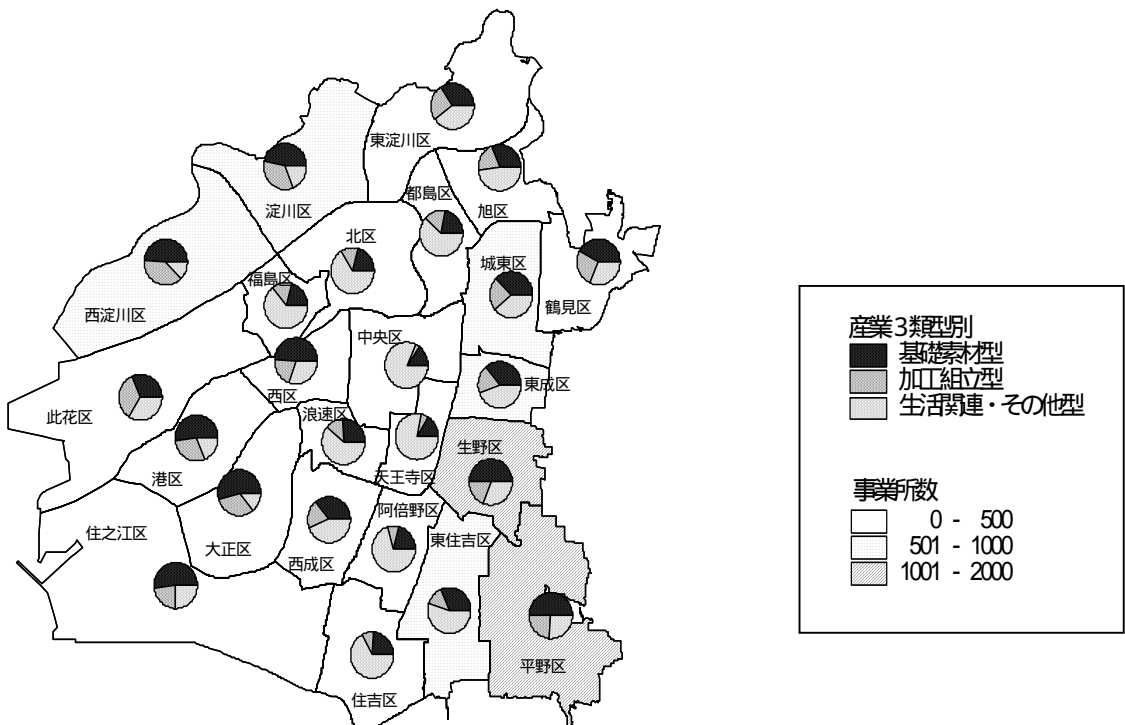 東淀川区
都島区
旭区
淀川区
北区
城東区
福島区
鶴見区
西淀川区
中央区
東成区
西区
此花区
浪速区
生野区
天王寺区
港区
阿倍野区
住之江区
東住吉区
大正区
西成区
平野区
住吉区
産業3類型別
基礎素材型
加工組立型
生活関連・その他型
事業所数
0 - 500
501 - 1000
1001 - 2000